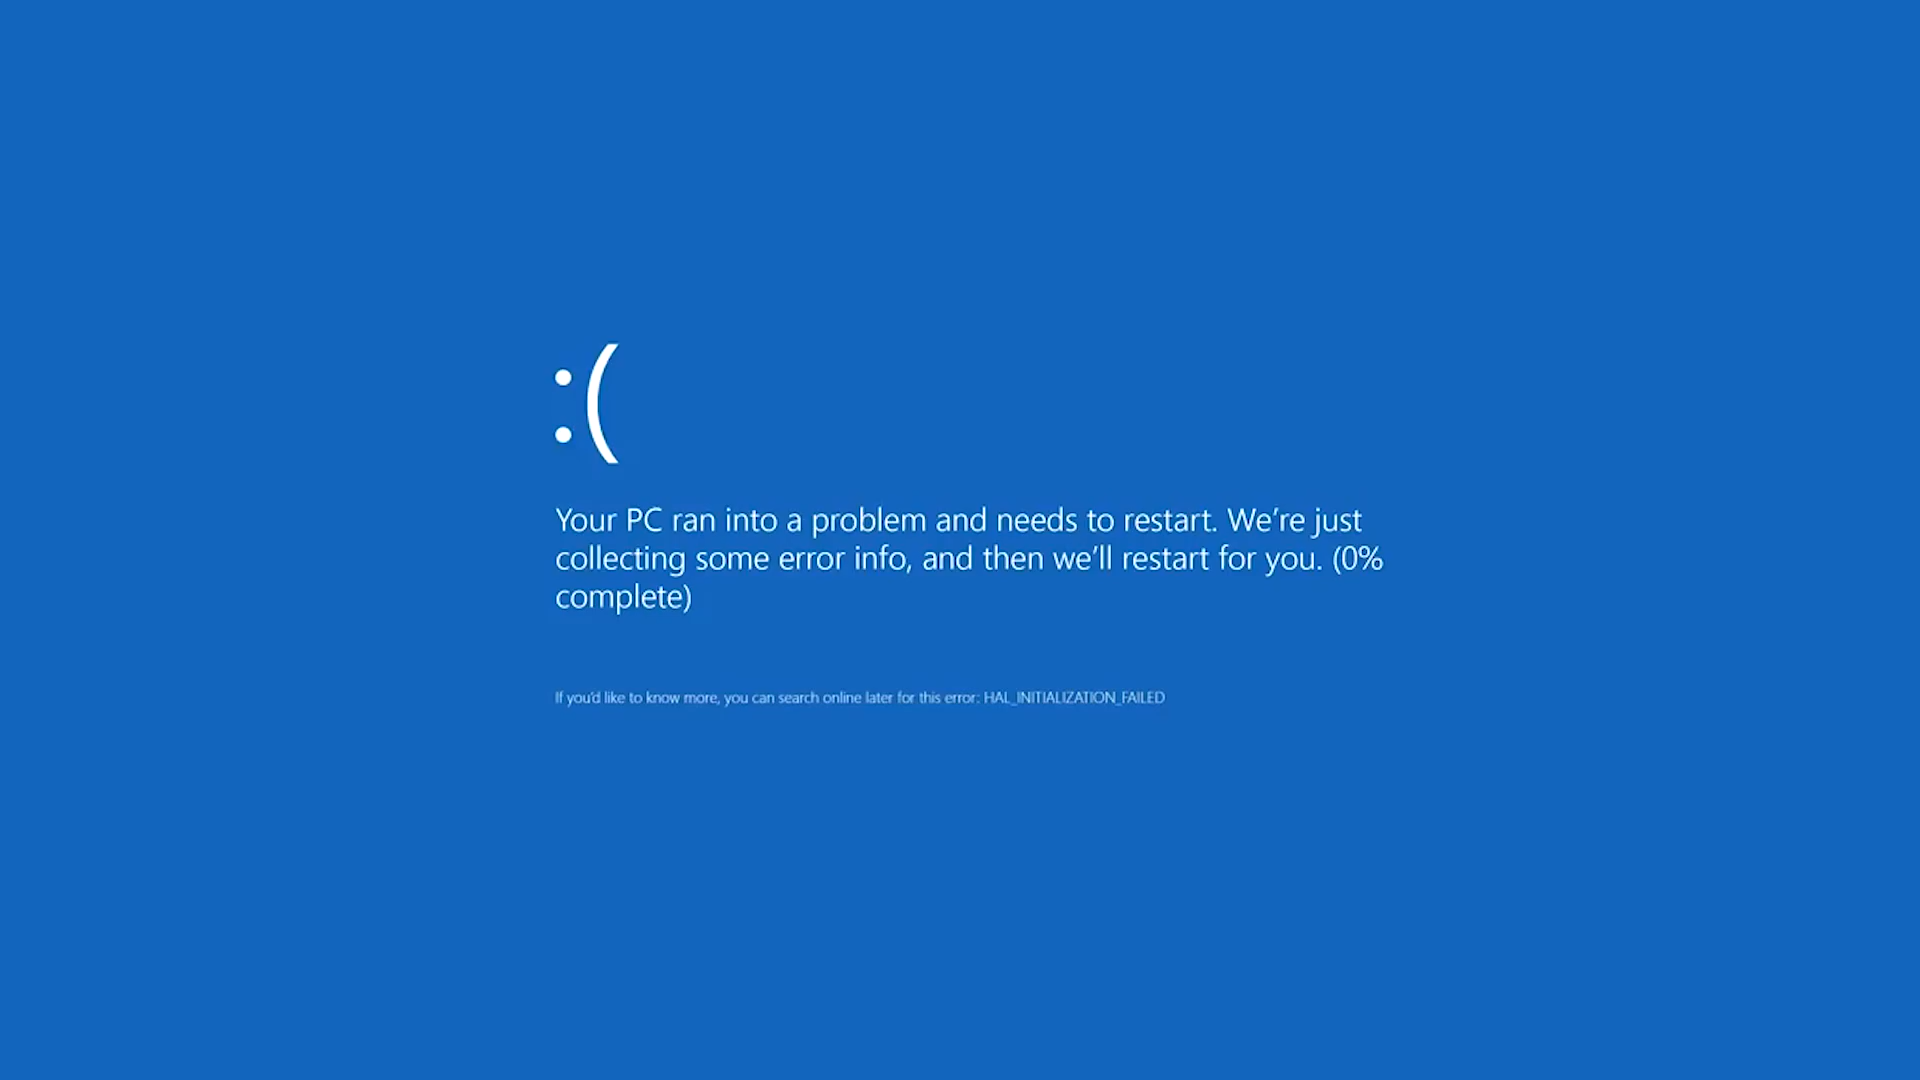 :(
Your PC ran into a problem and needs to restart. We’re just
collecting some error info, and then we’ll restart for you. (0%
complete)
If you’d like to know more, you can search online later for this error: HAL_INITIALIZATION_FAILED